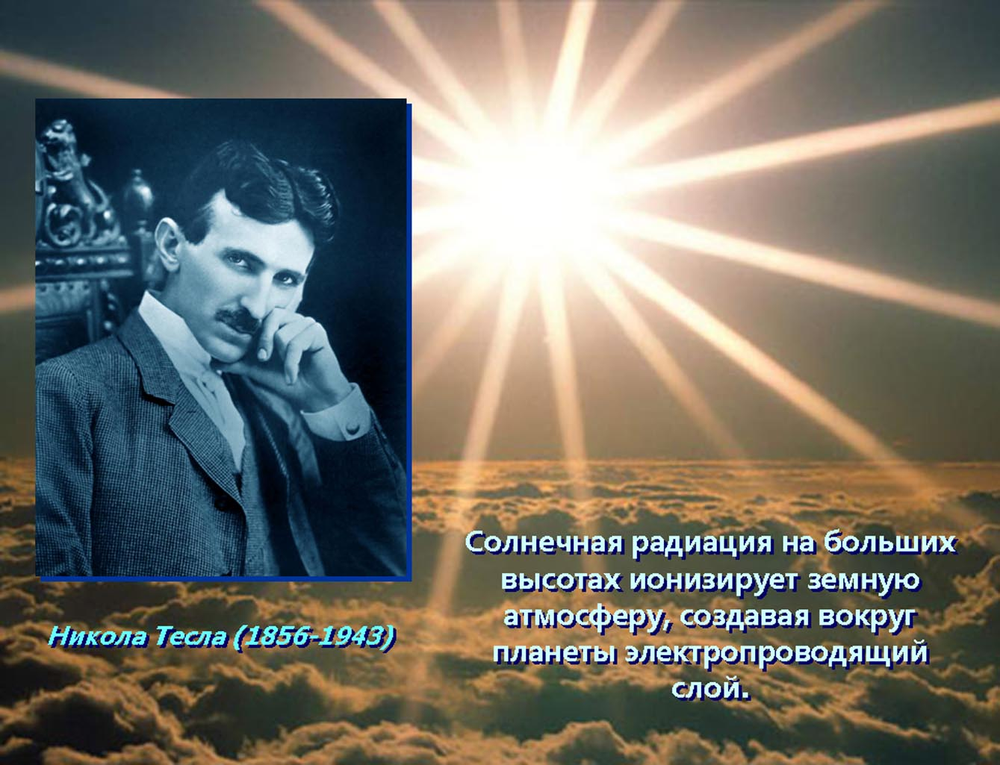 Солнечная радиация на больших
высотах ионизирует земную
атмосферу, создавая вокруг
планеты электропроводящий
слой.
Никола Тесла (1856-1943)